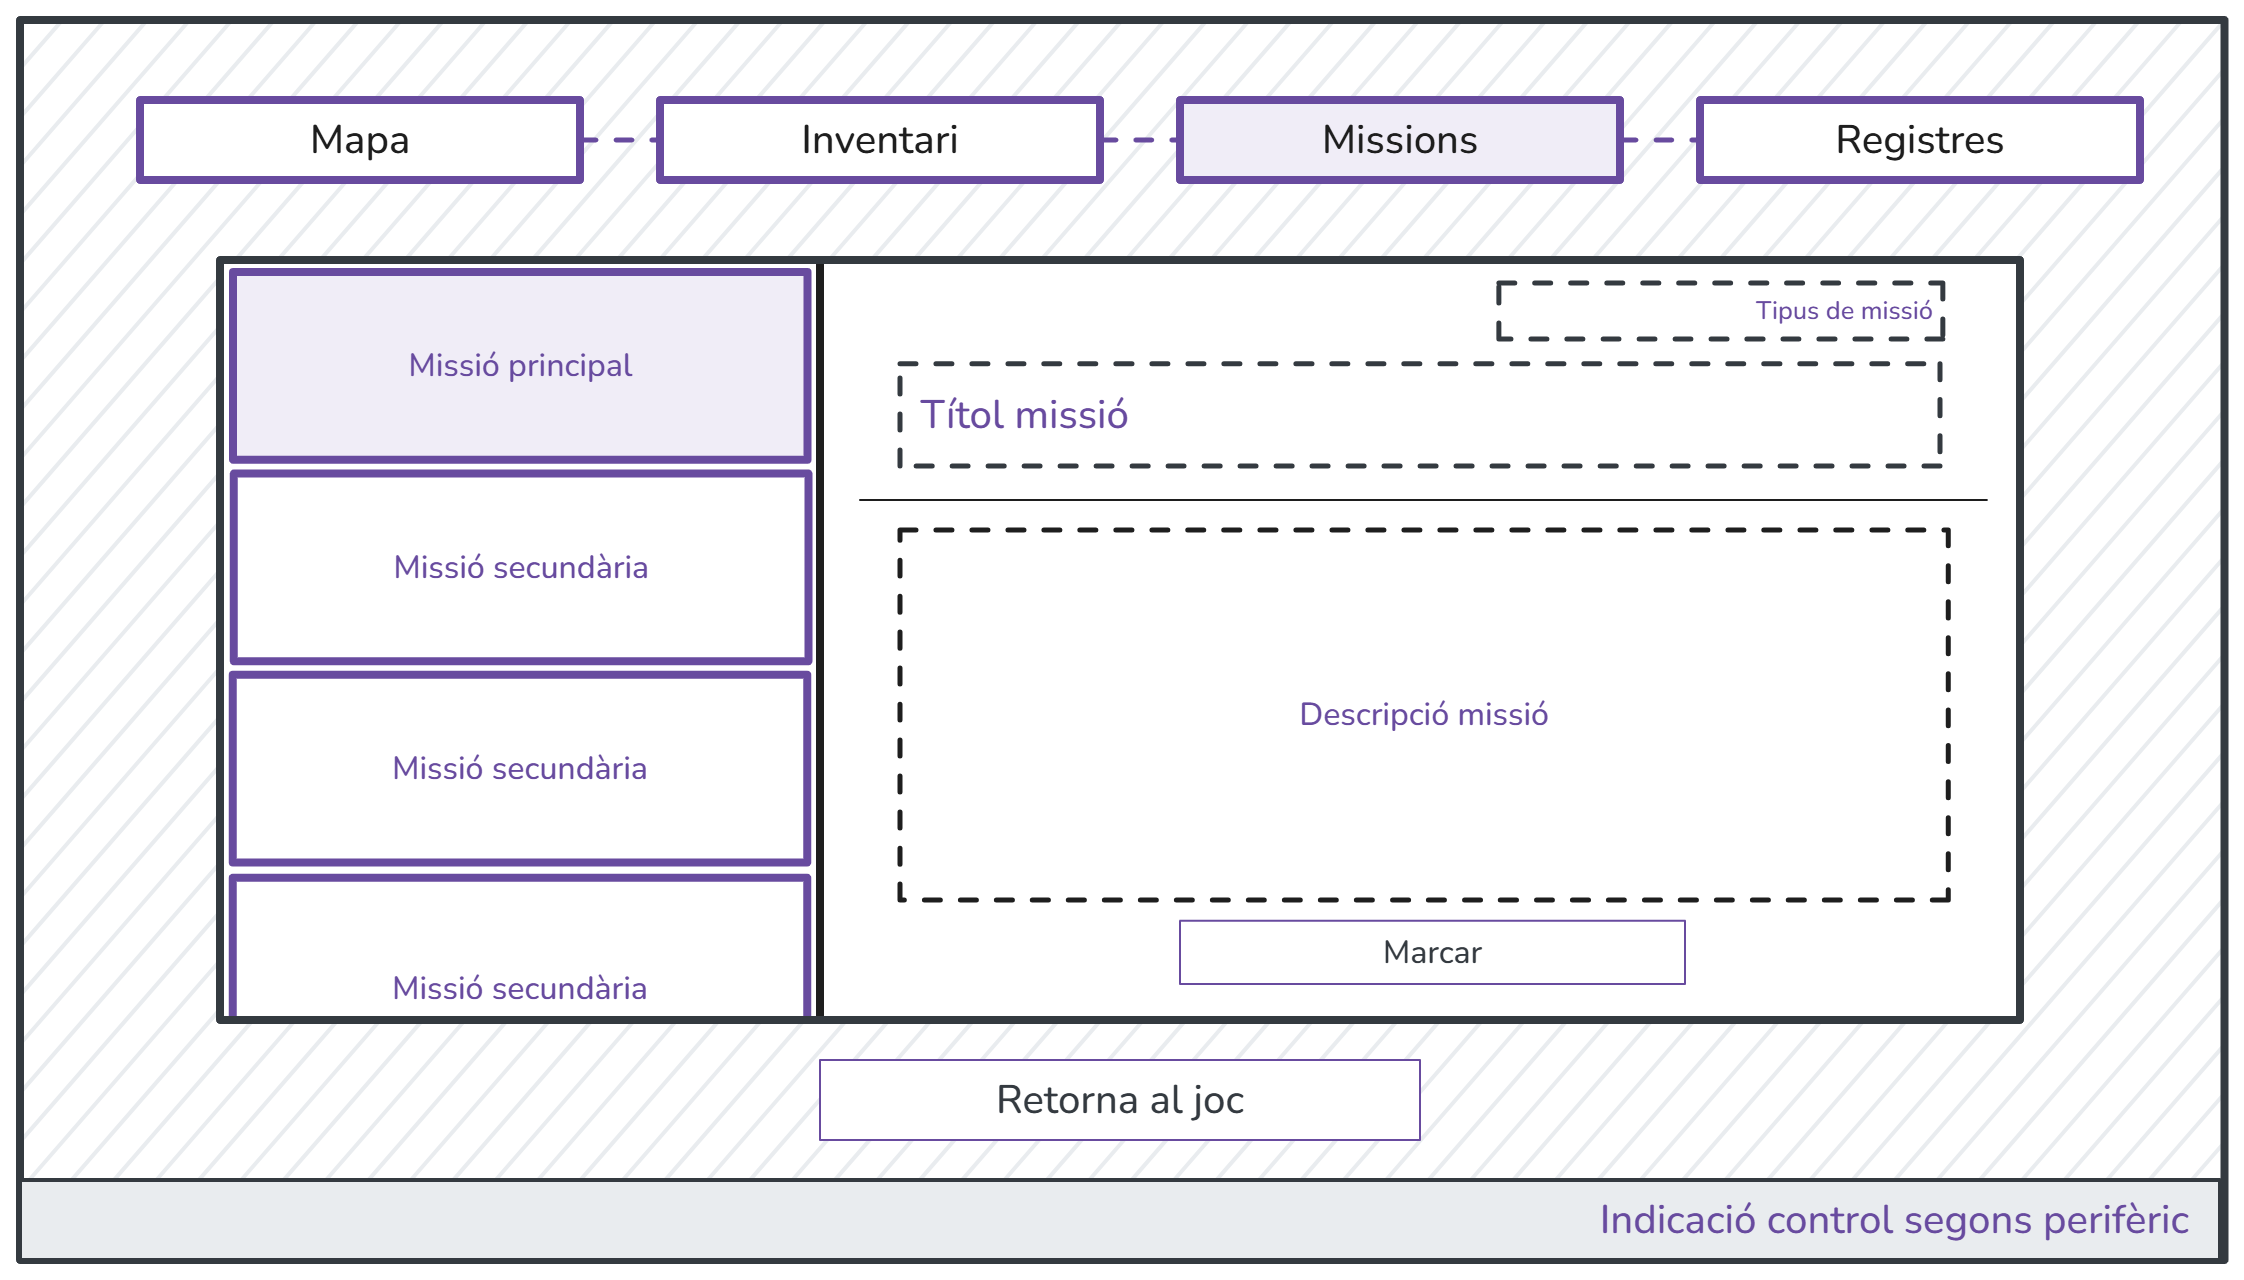 Mapa
Inventari
Missions
Registres
Missió principal
Missió secundària
Missió secundària
Missió secundària
Tipus de missió
Títol missió
Descripció missió
Marcar
Retorna al joc
Indicació control segons perifèric